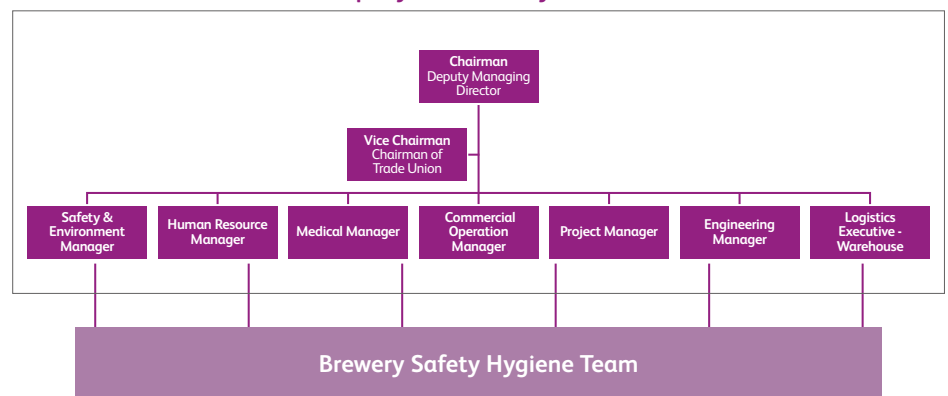 Chairman
Deputy Managing
Director
Vice Chairman
Chairman of
Trade Union
Safety &
Environment
Manager
Human Resource
Manager
Medical Manager
Commercial
Operation
Manager
Project Manager
Engineering
Manager
Logistics
Executive -
Warehouse
Brewery Safety Hygiene Team